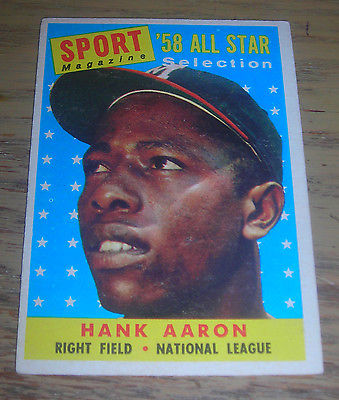 SPORT '58 ALL STAR
Magazine Selection
HANK AARON
RIGHT FIELD • NATIONAL LEAGUE